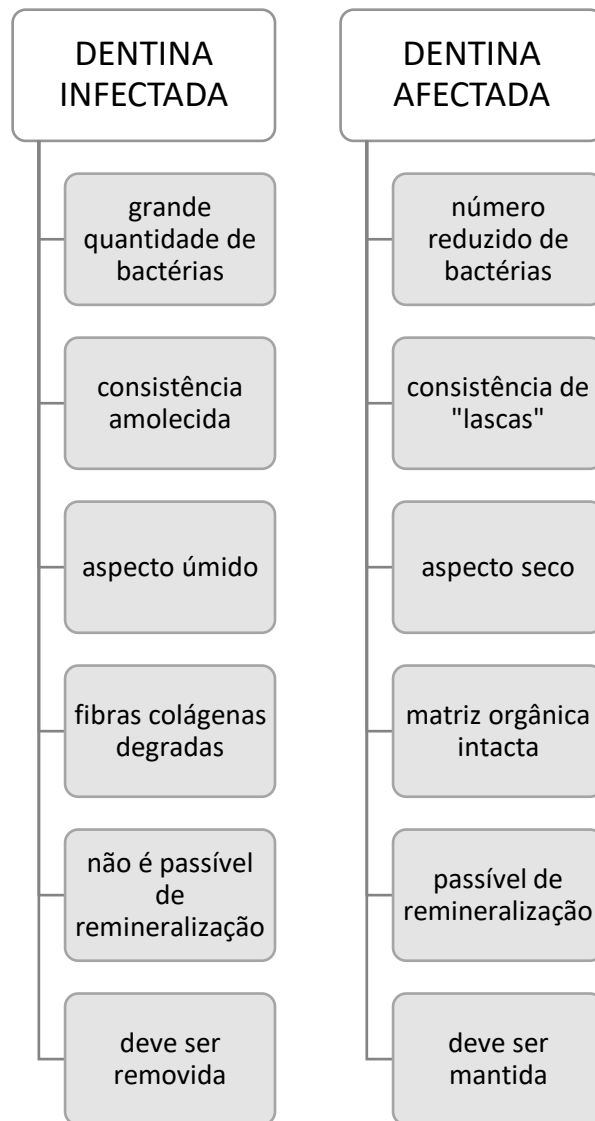 DENTINA
INFECTADA
grande
quantidade de
bactérias
consistência
amolecida
aspecto úmido
fibras colágenas
degradas
não é passível
de
remineralização
deve ser
removida
DENTINA
AFECTADA
número
reduzido de
bactérias
consistência de
"lascas"
aspecto seco
matriz orgânica
intacta
passível de
remineralização
deve ser
mantida